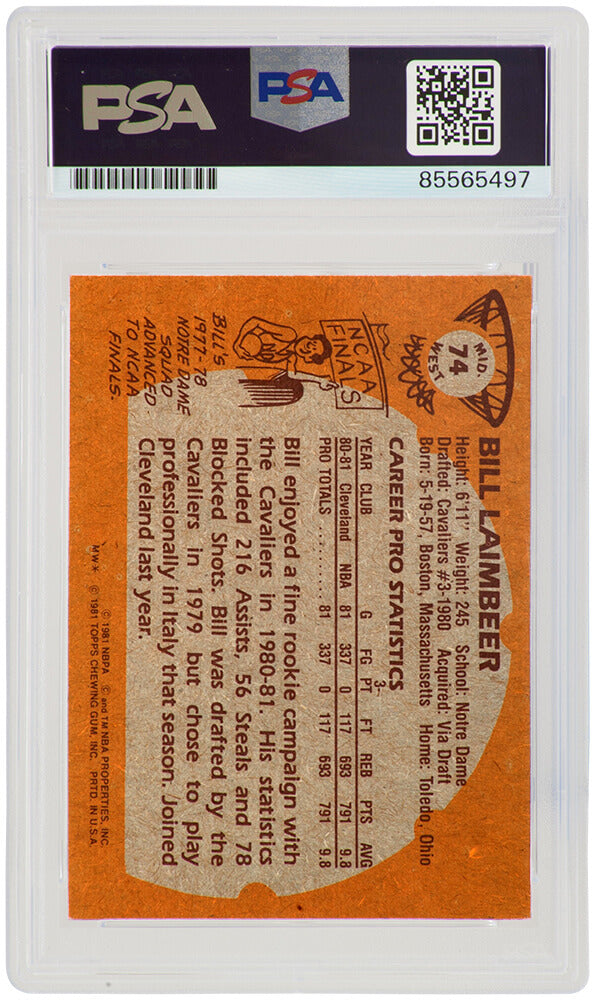 PSA
PSA
85565497
MID.
74
WEST
BILL LAIMBEER
Height: 6'11" Weight: 245 School: Notre Dame
Drafted: Cavaliers #3-1980 Acquired: Via Draft
Born: 5-19-57, Boston, Massachusetts Home: Toledo, Ohio
CAREER PRO STATISTICS
YEAR CLUB G FG 3-PT FT REB PTS AVG
80-81 Cleveland NBA 81 337 0 117 693 791 9.8
PRO TOTALS .......... 81 337 0 117 693 791 9.8
Bill enjoyed a fine rookie campaign with
the Cavaliers in 1980-81. His statistics
included 216 Assists, 56 Steals and 78
Blocked Shots. Bill was drafted by the
Cavaliers in 1979 but chose to play
professionally in Italy that season. Joined
Cleveland last year.
NCAA
FINALS
BILL'S
1977-78
NOTRE DAME
SQUAD
ADVANCED
TO NCAA
FINALS.
© 1981 NBPA © and TM NBA PROPERTIES, INC.
MW* © 1981 TOPPS CHEWING GUM, INC. PRTD. IN U.S.A.